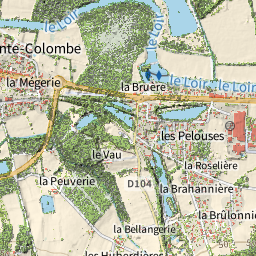 le Loir
nte-Colombe
la Mégerie
la Bruère
le Loir
le Loir
les Pelouses
le Vau
la Roselière
la Peuverie
D104
la Brahannière
la Brûlonniè
la Bellangerie
les Huberdières